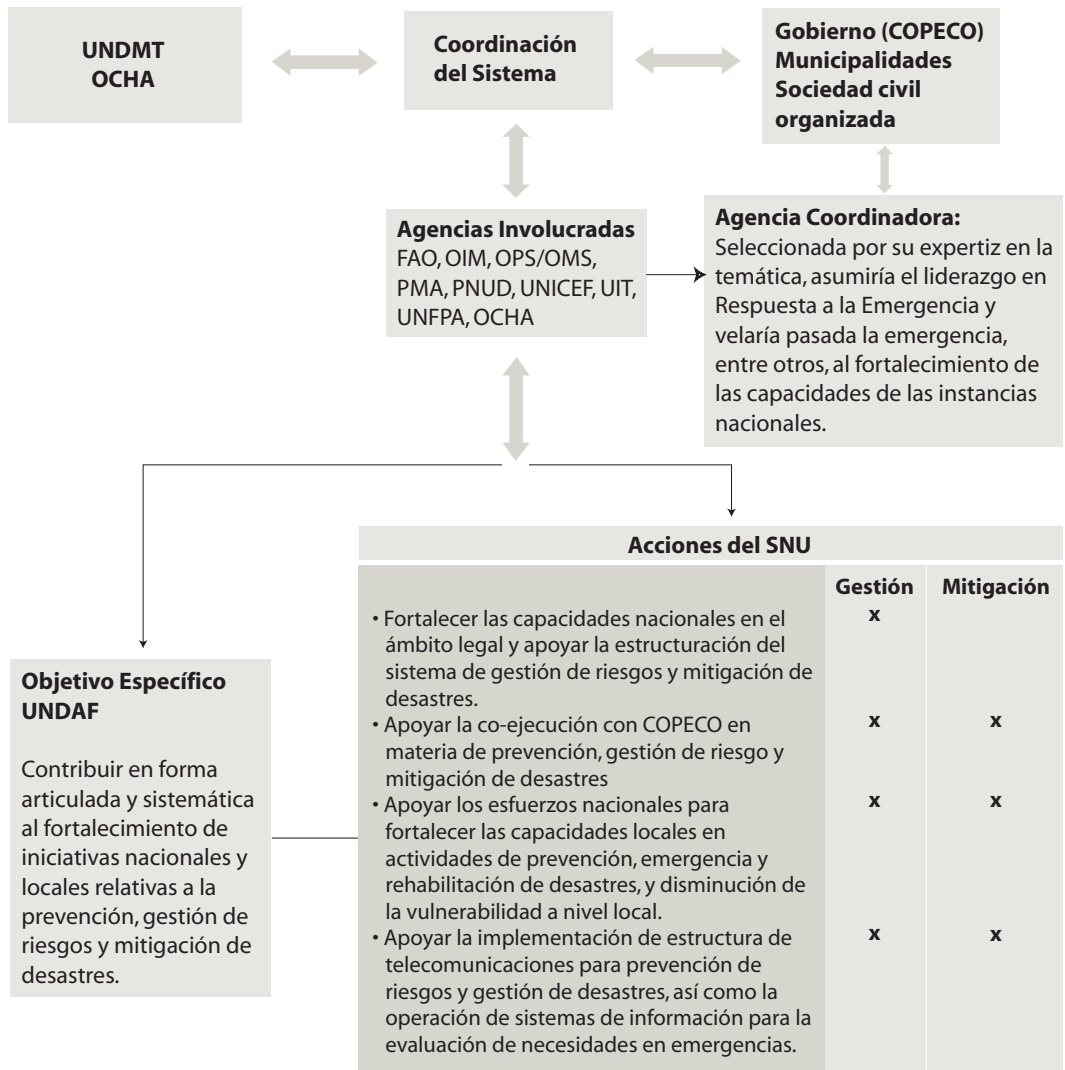 UNDMT
OCHA
Coordinación
del Sistema
Gobierno (COPECO)
Municipalidades
Sociedad civil
organizada
Agencias Involucradas
FAO, OIM, OPS/OMS,
PMA, PNUD, UNICEF, UIT,
UNFPA, OCHA
Agencia Coordinadora:
Seleccionada por su expertiz en la
temática, asumiría el liderazgo en
Respuesta a la Emergencia y
velaría pasada la emergencia,
entre otros, al fortalecimiento de
las capacidades de las instancias
nacionales.
Objetivo Específico
UNDAF
Contribuir en forma
articulada y sistemática
al fortalecimiento de
iniciativas nacionales y
locales relativas a la
prevención, gestión de
riesgos y mitigación de
desastres.
Acciones del SNU
Gestión Mitigación
• Fortalecer las capacidades nacionales en el x
ámbito legal y apoyar la estructuración del
sistema de gestión de riesgos y mitigación de
desastres.
• Apoyar la co-ejecución con COPECO en x x
materia de prevención, gestión de riesgo y
mitigación de desastres
• Apoyar los esfuerzos nacionales para x x
fortalecer las capacidades locales en
actividades de prevención, emergencia y
rehabilitación de desastres, y disminución de
la vulnerabilidad a nivel local.
• Apoyar la implementación de estructura de x x
telecomunicaciones para prevención de
riesgos y gestión de desastres, así como la
operación de sistemas de información para la
evaluación de necesidades en emergencias.